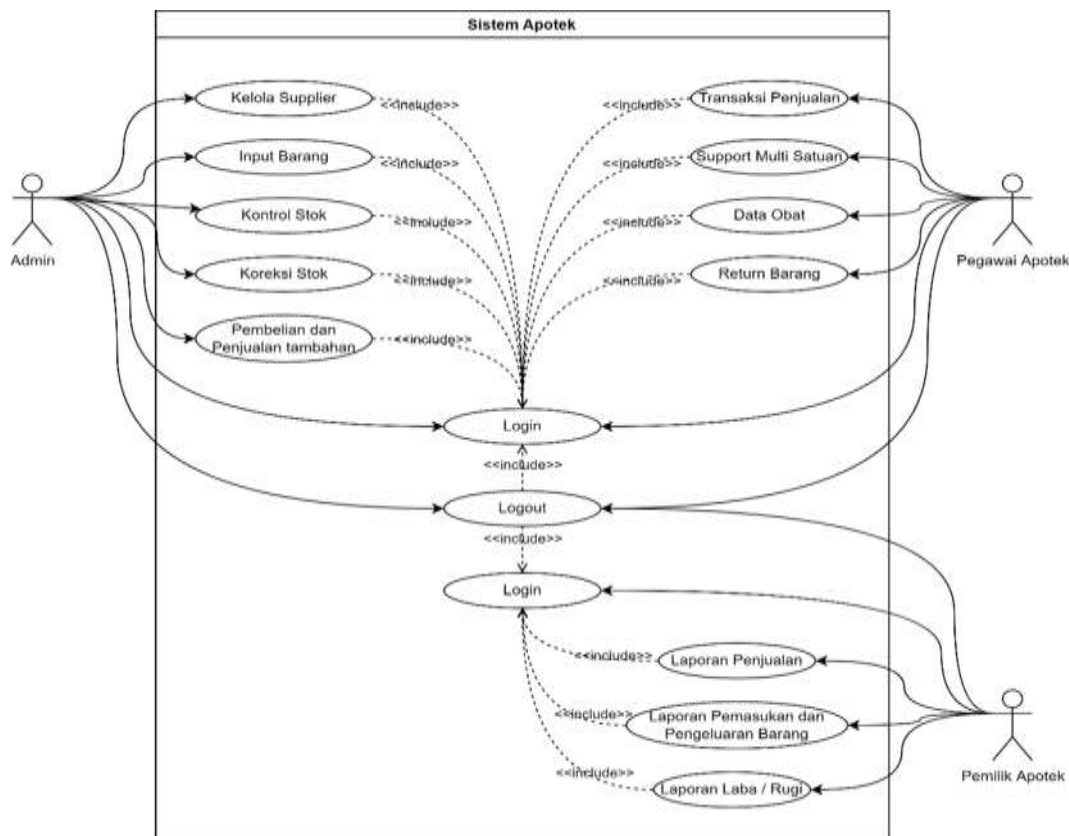 Sistem Apotek
Kelola Supplier
<<include>>
<<include>>
Transaksi Penjualan
Input Barang
<<include>>
<<include>>
Support Multi Satuan
Kontrol Stok
<<include>>
<<include>>
Data Obat
Admin
Pegawai Apotek
Koreksi Stok
<<include>>
<<include>>
Return Barang
Pembelian dan
Penjualan tambahan
<<include>>
Login
<<include>>
Logout
<<include>>
Login
<<include>>
Laporan Penjualan
<<include>>
Laporan Pemasukan dan
Pengeluaran Barang
<<include>>
Laporan Laba / Rugi
Pemilik Apotek